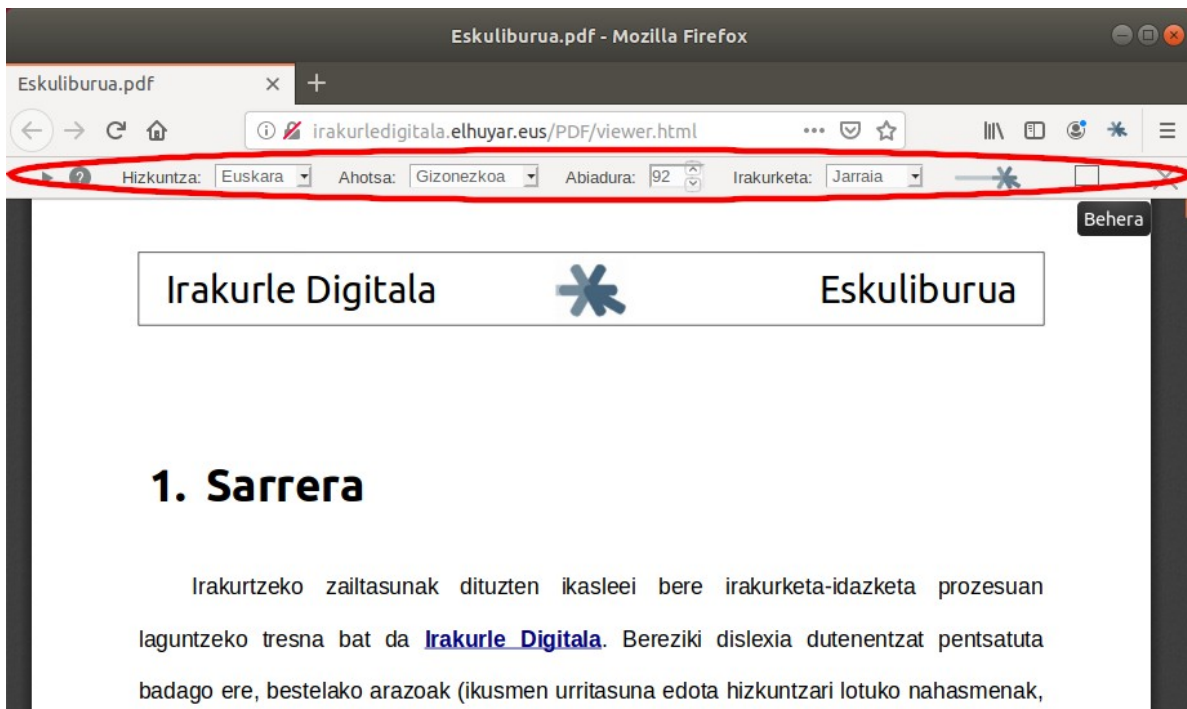 Eskuliburua.pdf - Mozilla Firefox
Eskuliburua.pdf
irakurledigitala.elhuyar.eus/PDF/viewer.html
Hizkuntza: Euskara Ahotsa: Gizonezkoa Abiadura: 92 Irakurketa: Jarraia
Behera
Irakurle Digitala Eskuliburua
1. Sarrera
Irakurtzeko zailtasunak dituzten ikasleei bere irakurketa-idazketa prozesuan
laguntzeko tresna bat da Irakurle Digitala. Bereziki dislexia dutenentzat pentsatuta
badago ere, bestelako arazoak (ikusmen urritasuna edota hizkuntzari lotuko nahasmenak,